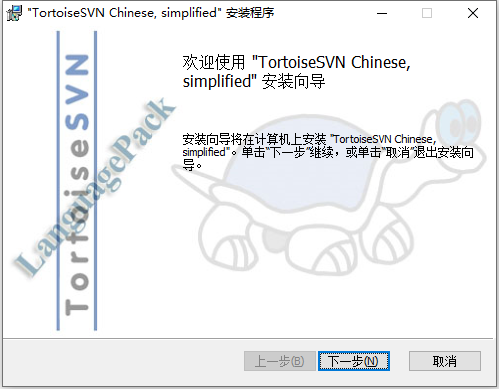 "TortoiseSVN Chinese, simplified" 安装程序
欢迎使用 "TortoiseSVN Chinese,
simplified" 安装向导
安装向导将在计算机上安装 "TortoiseSVN Chinese,
simplified"。单击“下一步”继续，或单击“取消”退出安装向
导。
TortoiseSVN
LanguagePack
上一步(B)
下一步(N)
取消